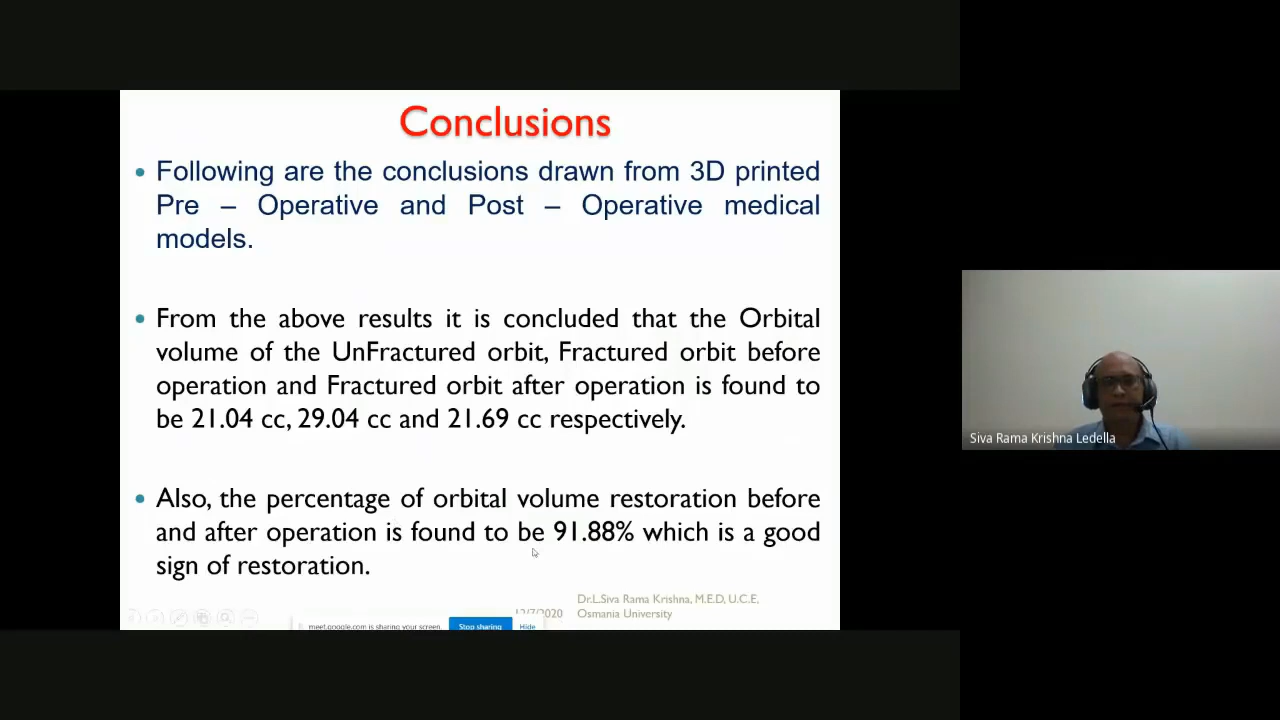 Conclusions
• Following are the conclusions drawn from 3D printed
Pre – Operative and Post – Operative medical
models.
• From the above results it is concluded that the Orbital
volume of the UnFractured orbit, Fractured orbit before
operation and Fractured orbit after operation is found to
be 21.04 cc, 29.04 cc and 21.69 cc respectively.
• Also, the percentage of orbital volume restoration before
and after operation is found to be 91.88% which is a good
sign of restoration.
Dr.L.Siva Rama Krishna, M.E.D, U.C.E,
12/7/2020 Osmania University
meet.google.com is sharing your screen. Stop sharing Hide
Siva Rama Krishna Ledella